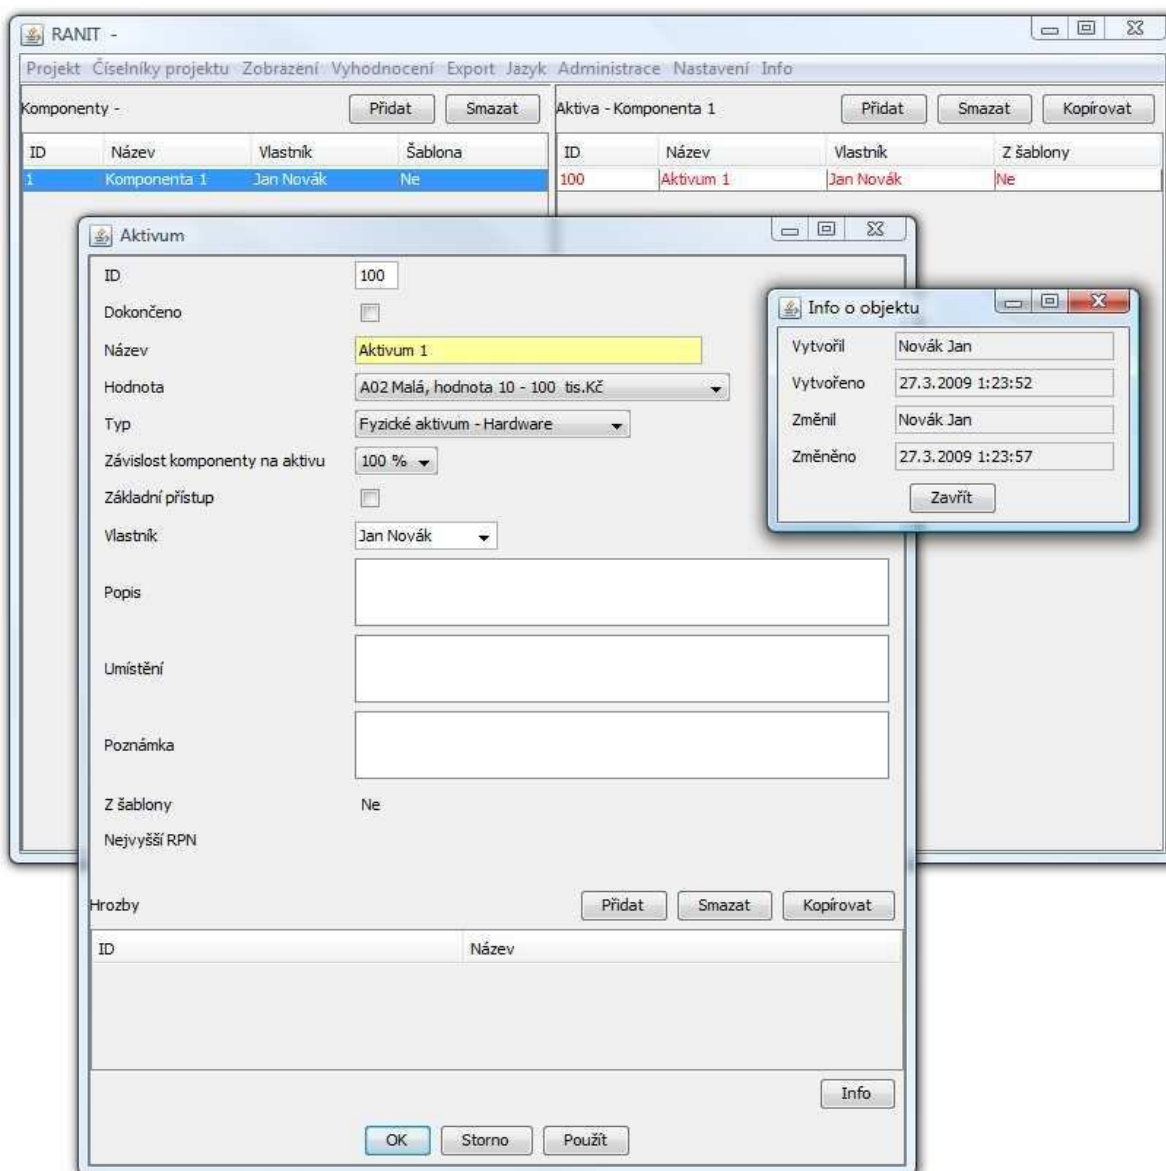 RANIT -
Projekt Číselníky projektu Zobrazení Vyhodnocení Export Jazyk Administrace Nastavení Info
Komponenty - Přidat Smazat
Aktiva - Komponenta 1 Přidat Smazat Kopírovat
ID Název Vlastník Šablona
1 Komponenta 1 Jan Novák Ne
ID Název Vlastník Z šablony
100 Aktivum 1 Jan Novák Ne
Aktivum
ID 100
Dokončeno
Název Aktivum 1
Hodnota A02 Malá, hodnota 10 - 100 tis.Kč
Typ Fyzické aktivum - Hardware
Závislost komponenty na aktivu 100 %
Základní přístup
Vlastník Jan Novák
Popis
Umístění
Poznámka
Z šablony Ne
Nejvyšší RPN
Hrozby Přidat Smazat Kopírovat
ID Název
Info
OK Storno Použít
Info o objektu
Vytvořil Novák Jan
Vytvořeno 27.3.2009 1:23:52
Změnil Novák Jan
Změněno 27.3.2009 1:23:57
Zavřít